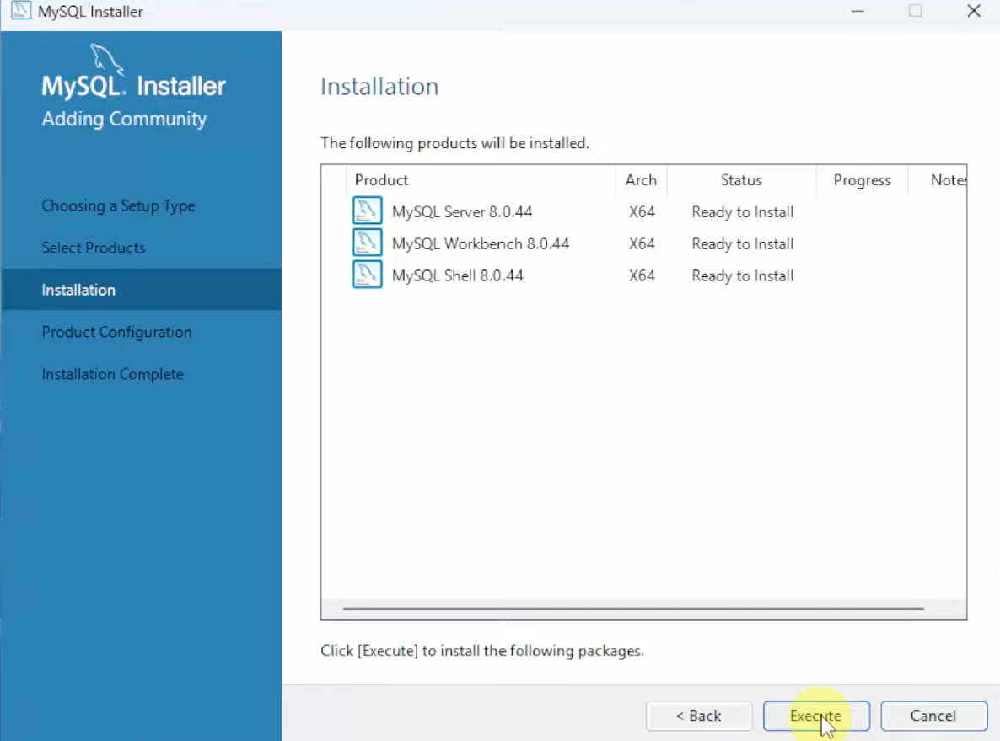 MySQL Installer
MySQL. Installer
Adding Community
Choosing a Setup Type
Select Products
Installation
Product Configuration
Installation Complete
Installation
The following products will be installed.
Product Arch Status Progress Notes
MySQL Server 8.0.44 X64 Ready to Install
MySQL Workbench 8.0.44 X64 Ready to Install
MySQL Shell 8.0.44 X64 Ready to Install
Click [Execute] to install the following packages.
< Back Execute Cancel